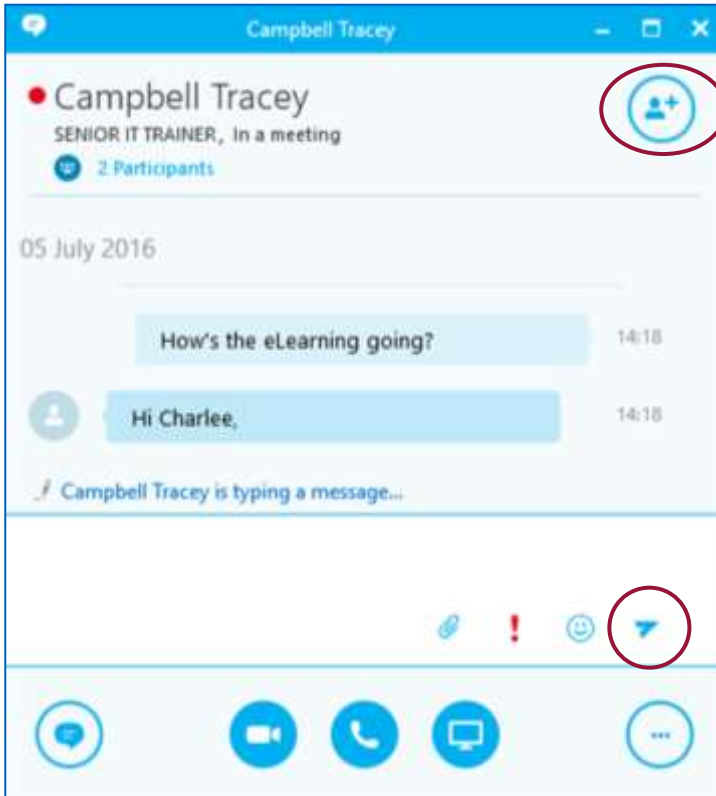 Campbell Tracey
Campbell Tracey
SENIOR IT TRAINER, In a meeting
2 Participants
05 July 2016
How's the eLearning going? 14:18
Hi Charlee, 14:18
Campbell Tracey is typing a message...